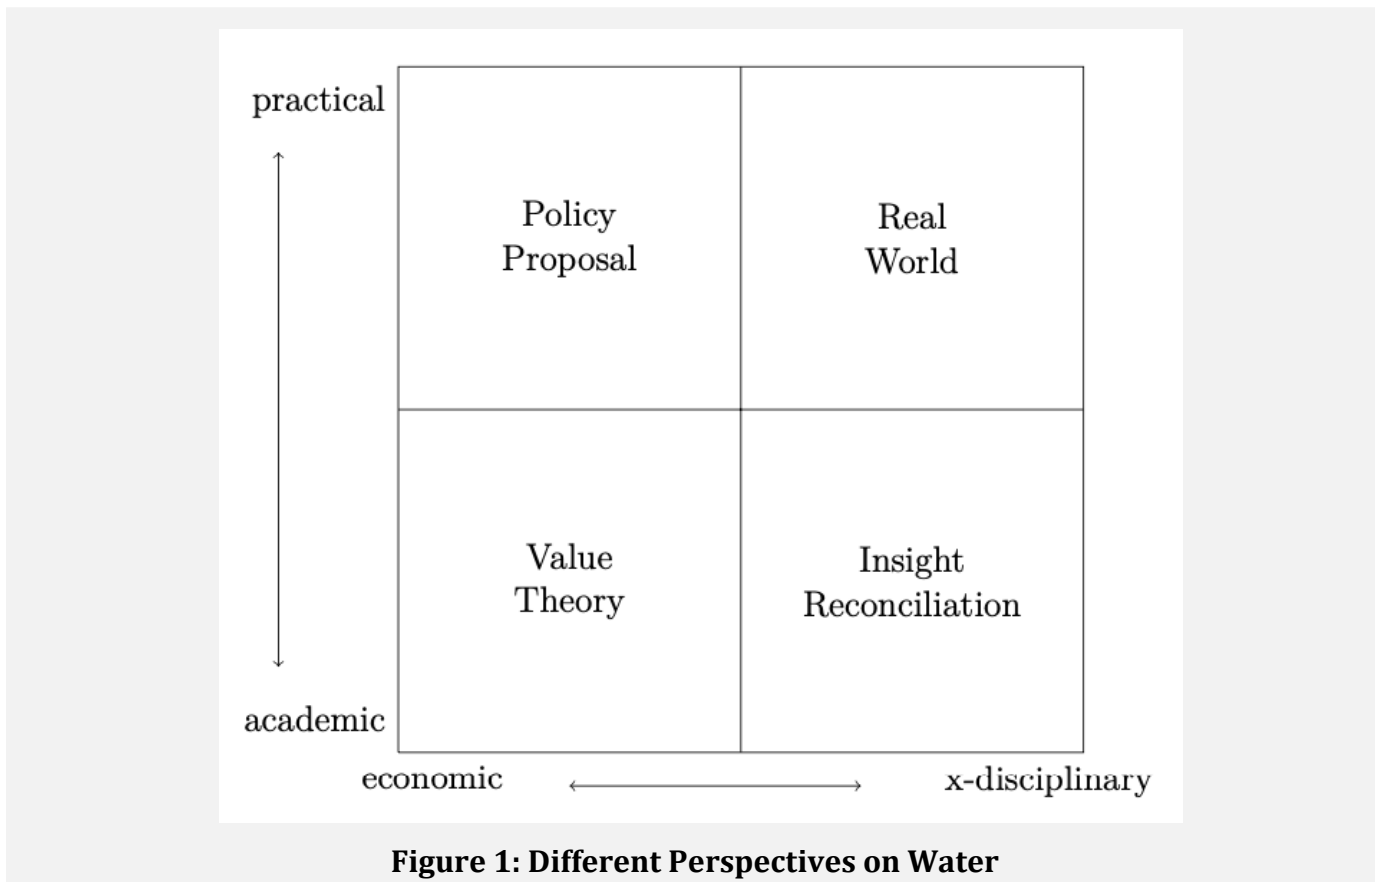 practical
Policy
Proposal
Real
World
Value
Theory
Insight
Reconciliation
academic
economic
x-disciplinary
Figure 1: Different Perspectives on Water